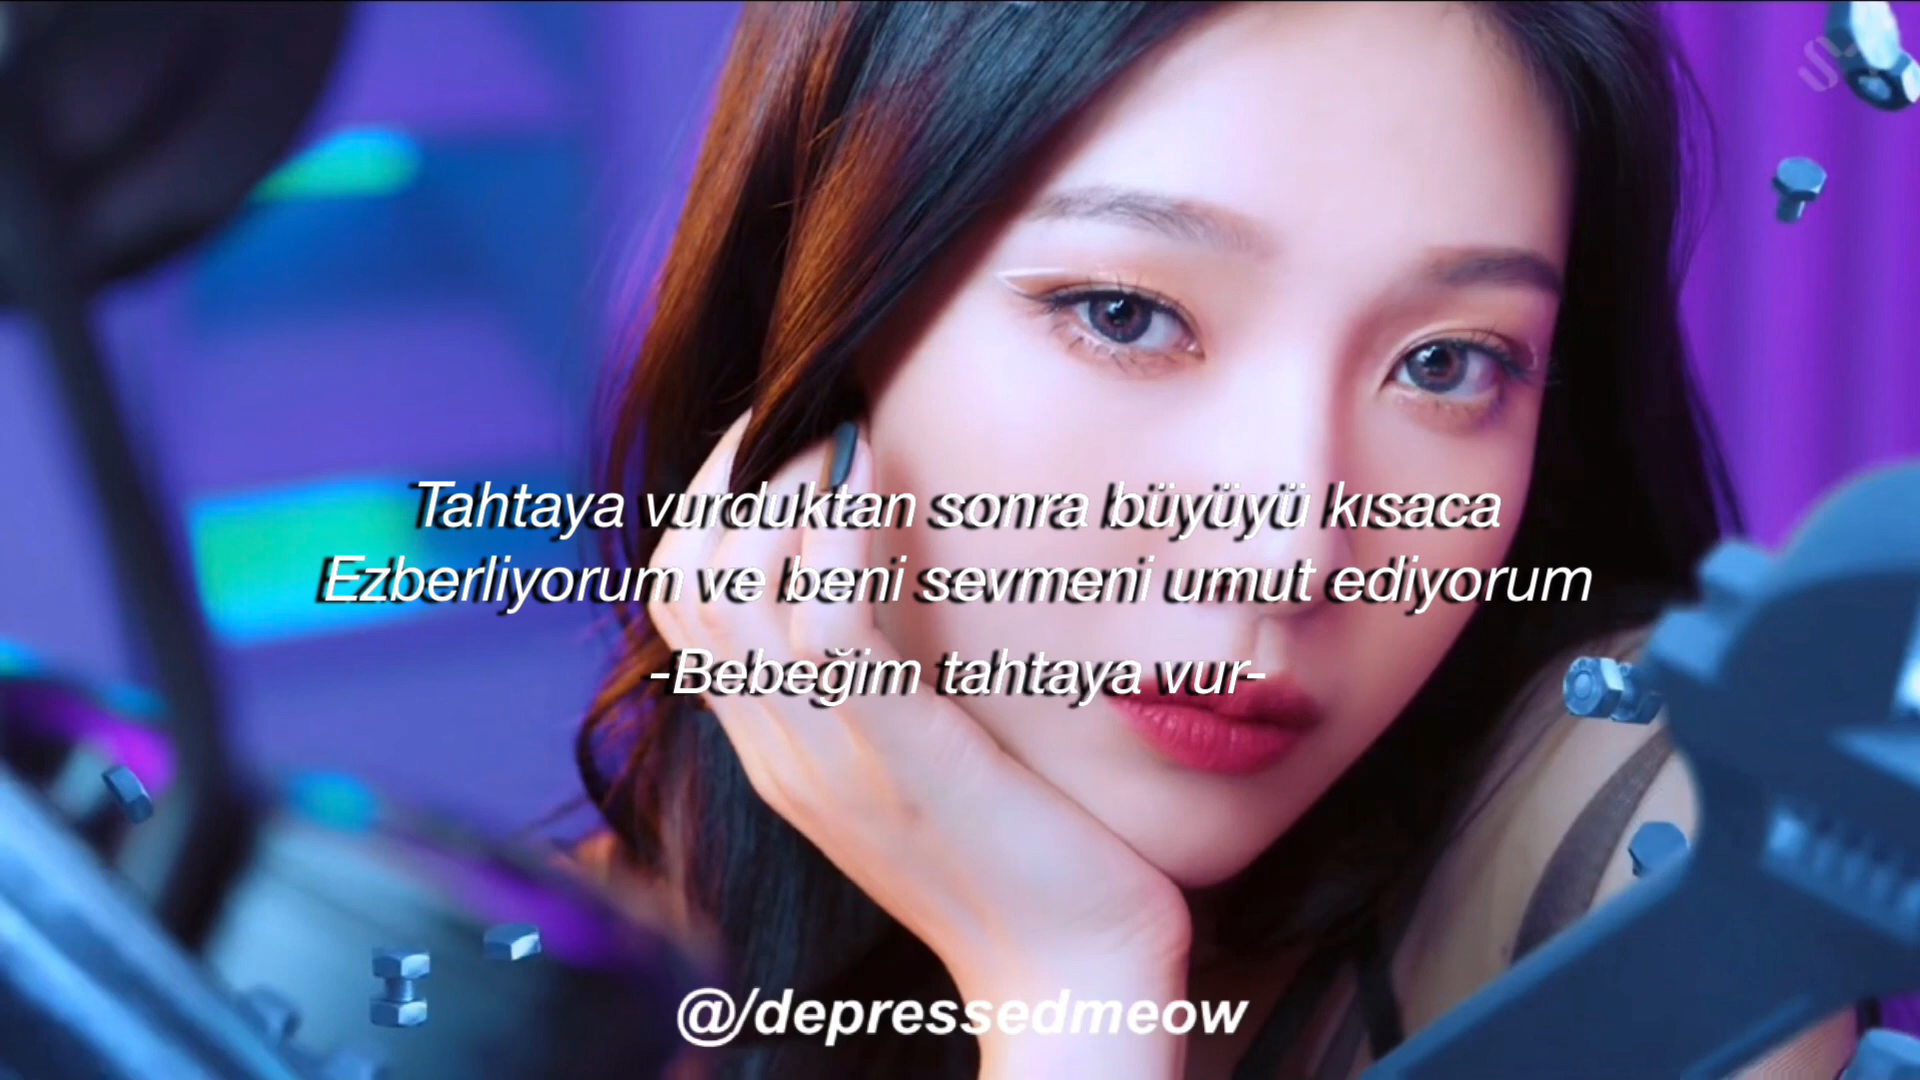 Tahtaya vurduktan sonra büyüyü kısaca
Ezberliyorum ve beni sevmeni umut ediyorum
-Bebeğim tahtaya vur-
@/depressedmeow